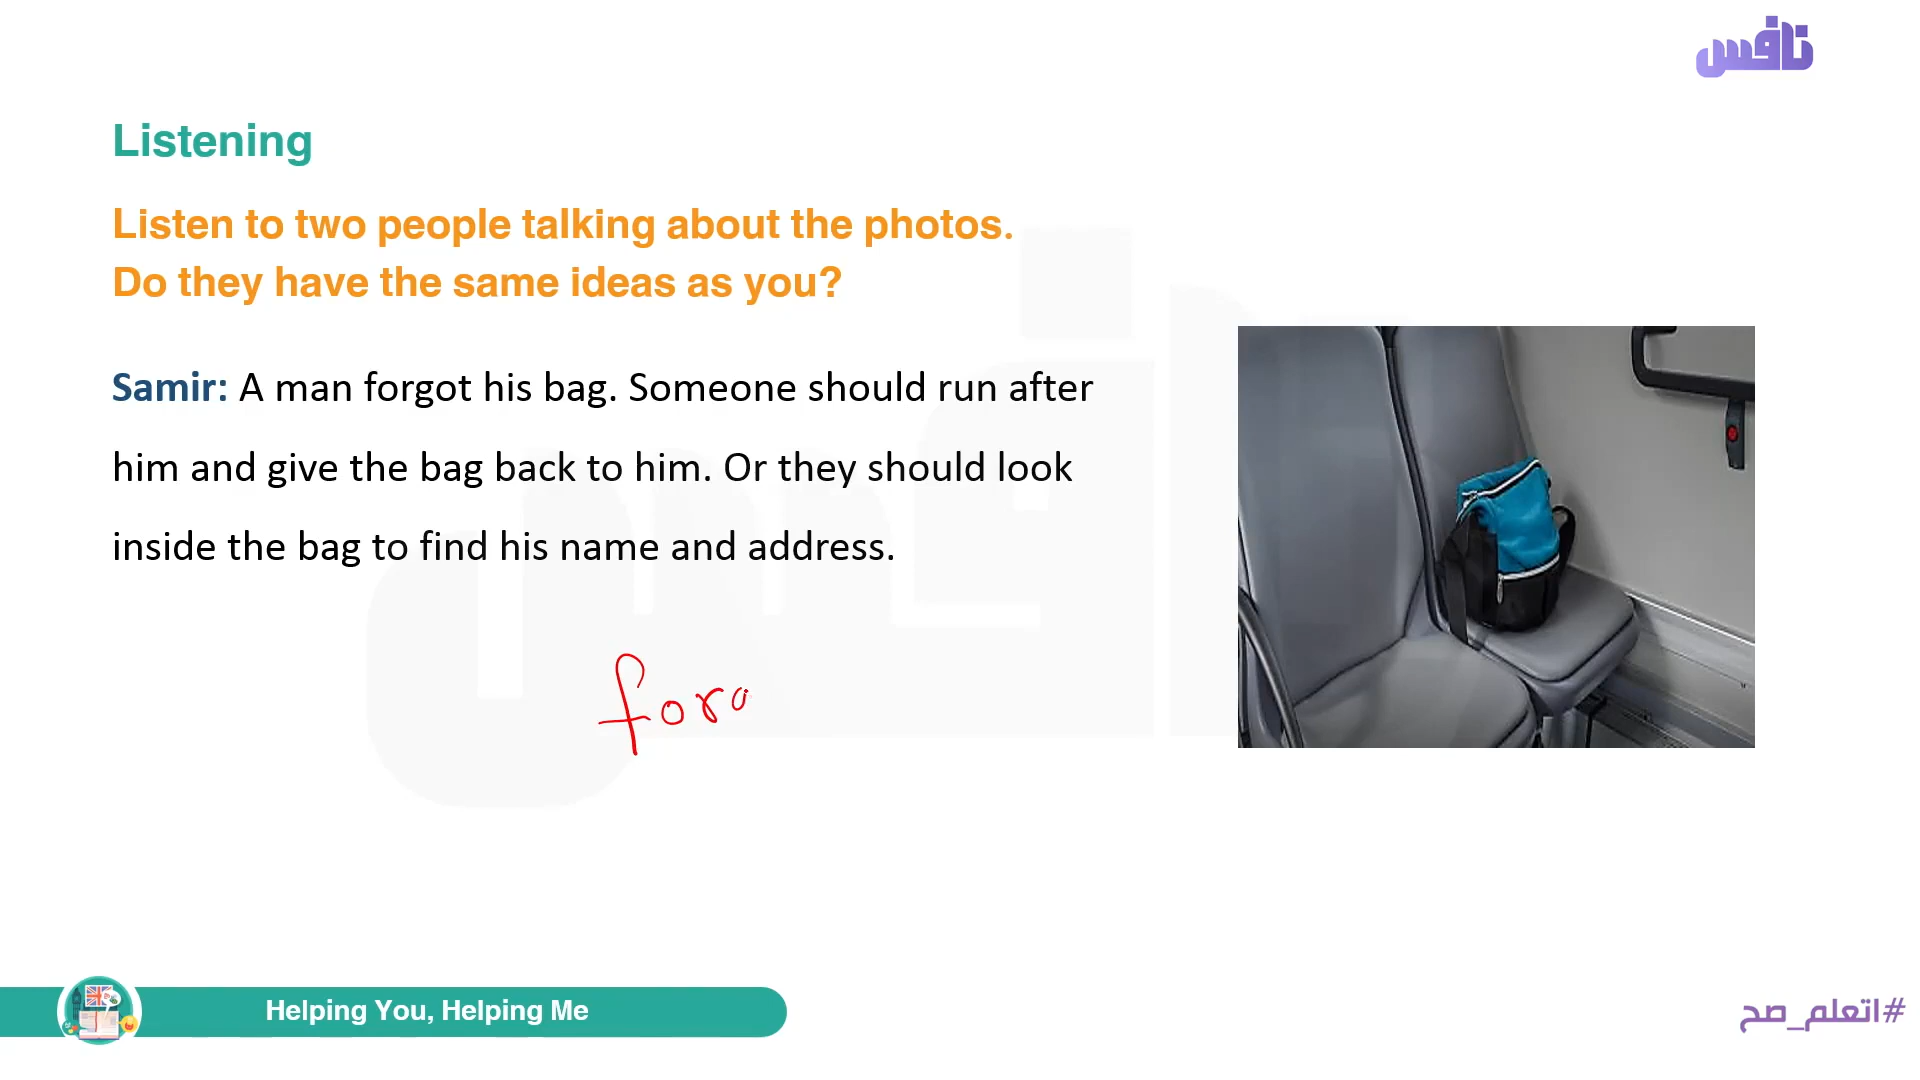 نافس
Listening
Listen to two people talking about the photos.
Do they have the same ideas as you?
Samir: A man forgot his bag. Someone should run after
him and give the bag back to him. Or they should look
inside the bag to find his name and address.
foro
Helping You, Helping Me
#اتعلم_صح